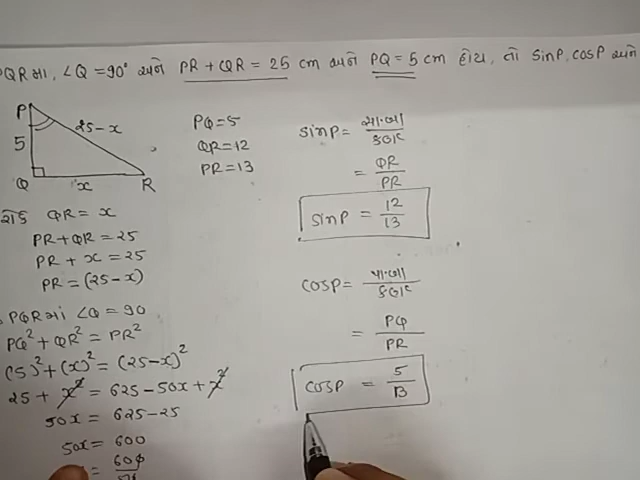 PQR માં, ∠Q = 90° અને PR + QR = 25 cm અને PQ = 5 cm હોય, તો sinP, cosP અને
P
5
25-x
Q
x
R
PQ = 5
QR = 12
PR = 13
ધારો કે QR = x
PR + QR = 25
PR + x = 25
PR = (25-x)
PQR માં ∠Q = 90
PQ² + QR² = PR²
(5)² + (x)² = (25-x)²
25 + x² = 625 - 50x + x²
50x = 625 - 25
50x = 600
= 600
sinP = સા.બા / કર્ણ
= QR / PR
sinP = 12 / 13
cosP = પા.બા / કર્ણ
= PQ / PR
cosP = 5 / 13